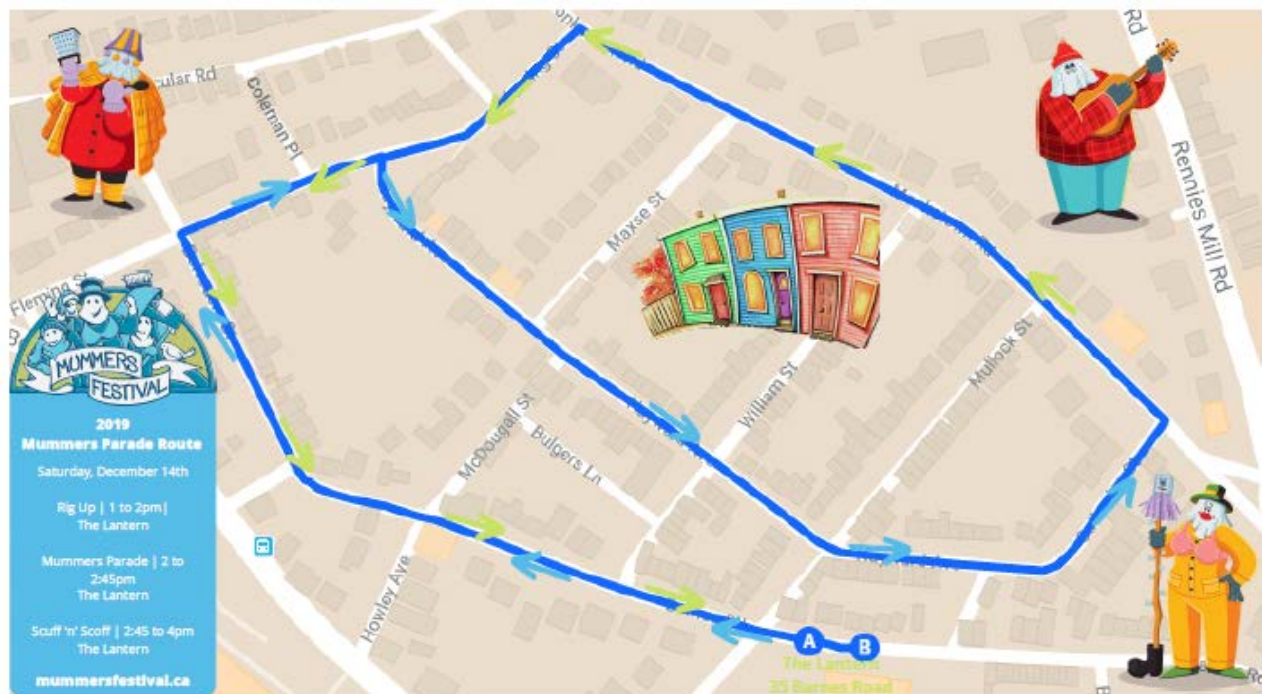 cular Rd
Coleman Pl
Rd
Maxse St
Rennies Mill Rd
Fleming St
MUMMERS
FESTIVAL
2019
Mummers Parade Route
Saturday, December 14th
Rig Up | 1 to 2pm|
The Lantern
Mummers Parade | 2 to
2:45pm
The Lantern
Scuff 'n' Scoff | 2:45 to 4pm
The Lantern
mummersfestival.ca
McDougall St
Bulgers Ln
William St
Mullock St
Howley Ave
A
B
The Lantern
35 Barnes Road